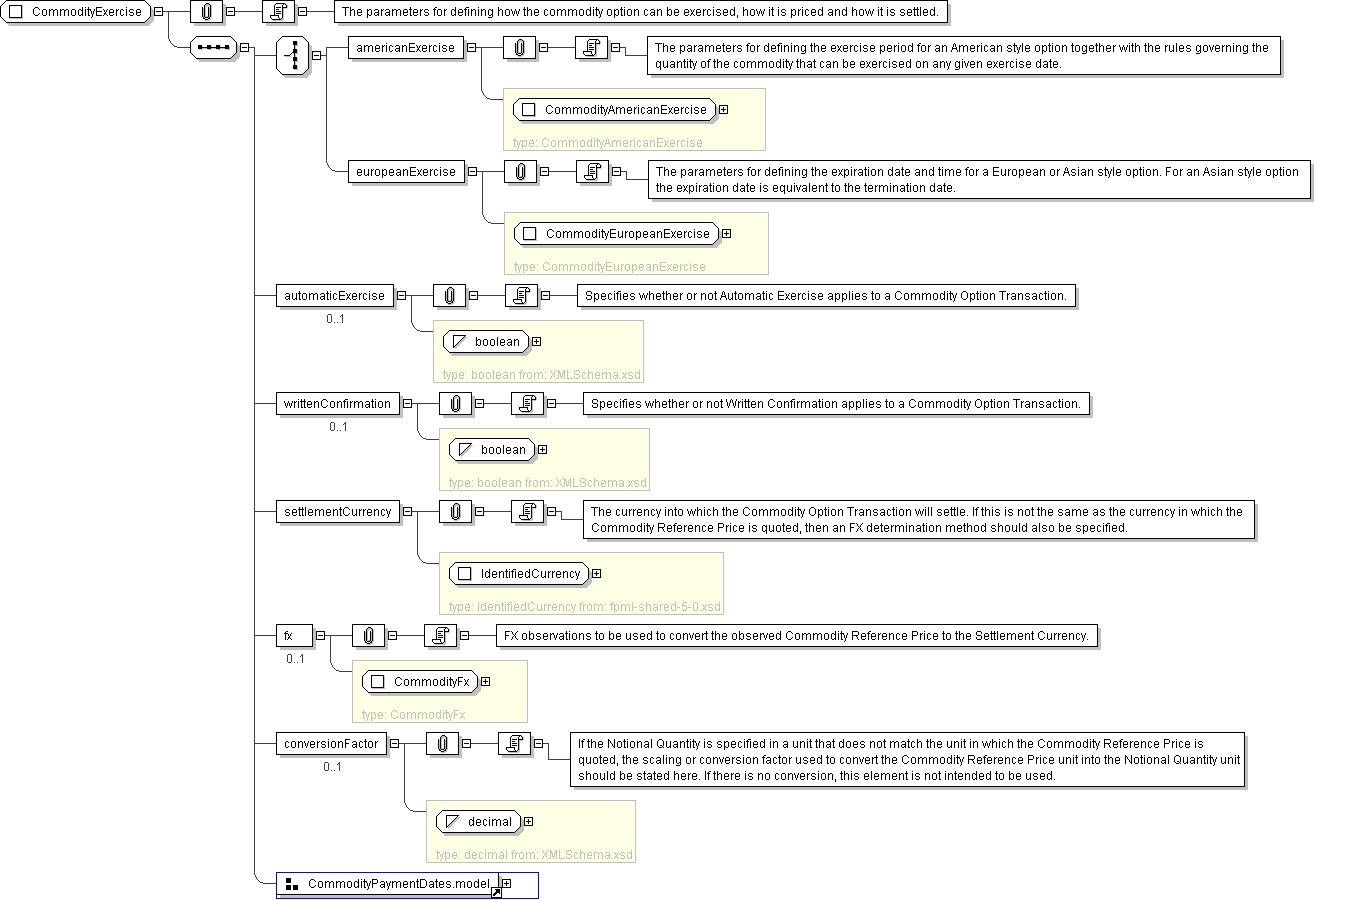 CommodityExercise
The parameters for defining how the commodity option can be exercised, how it is priced and how it is settled.
americanExercise
The parameters for defining the exercise period for an American style option together with the rules governing the
quantity of the commodity that can be exercised on any given exercise date.
CommodityAmericanExercise
type: CommodityAmericanExercise
europeanExercise
The parameters for defining the expiration date and time for a European or Asian style option. For an Asian style option
the expiration date is equivalent to the termination date.
CommodityEuropeanExercise
type: CommodityEuropeanExercise
automaticExercise
Specifies whether or not Automatic Exercise applies to a Commodity Option Transaction.
0..1
boolean
type: boolean from: XMLSchema.xsd
writtenConfirmation
Specifies whether or not Written Confirmation applies to a Commodity Option Transaction.
0..1
boolean
type: boolean from: XMLSchema.xsd
settlementCurrency
The currency into which the Commodity Option Transaction will settle. If this is not the same as the currency in which the
Commodity Reference Price is quoted, then an FX determination method should also be specified.
IdentifiedCurrency
type: IdentifiedCurrency from: fpml-shared-5-0.xsd
fx
FX observations to be used to convert the observed Commodity Reference Price to the Settlement Currency.
0..1
CommodityFx
type: CommodityFx
conversionFactor
If the Notional Quantity is specified in a unit that does not match the unit in which the Commodity Reference Price is
quoted, the scaling or conversion factor used to convert the Commodity Reference Price unit into the Notional Quantity unit
should be stated here. If there is no conversion, this element is not intended to be used.
0..1
decimal
type: decimal from: XMLSchema.xsd
CommodityPaymentDates.model